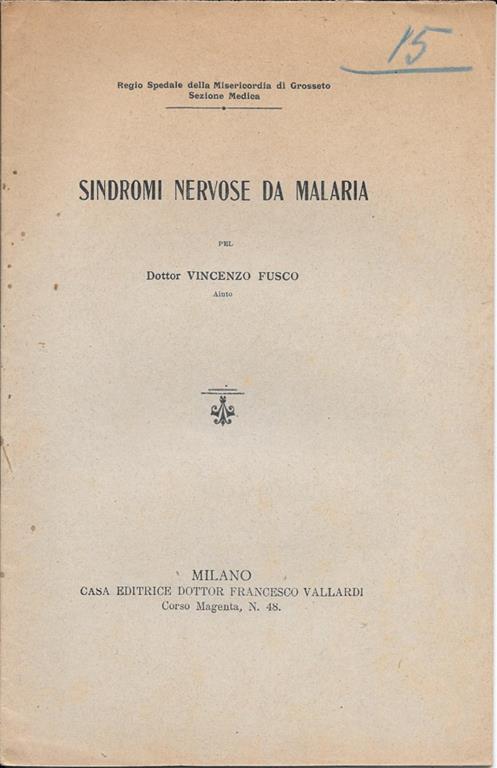 15
Regio Spedale della Misericordia di Grosseto
Sezione Medica
SINDROMI NERVOSE DA MALARIA
PEL
Dottor VINCENZO FUSCO
Aiuto
MILANO
CASA EDITRICE DOTTOR FRANCESCO VALLARDI
Corso Magenta, N. 48.